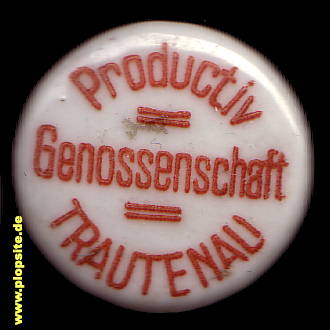 Productiv
Genossenschaft
TRAUTENAU
www.plopsite.de